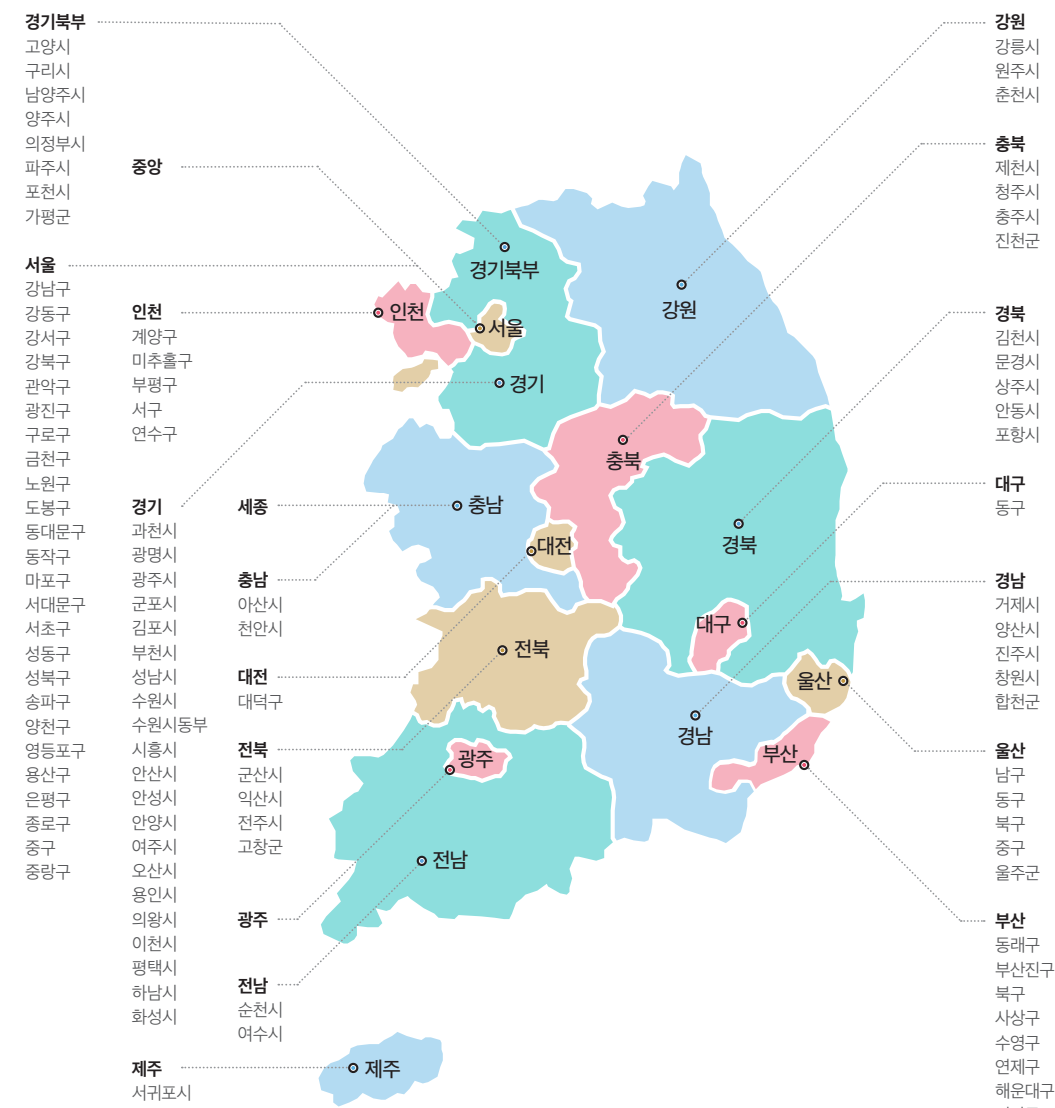 경기북부
고양시
구리시
남양주시
양주시
의정부시
파주시
포천시
가평군
중앙
서울
강남구
강동구
강서구
강북구
관악구
광진구
구로구
금천구
노원구
도봉구
동대문구
동작구
마포구
서대문구
서초구
성동구
성북구
송파구
양천구
영등포구
용산구
은평구
종로구
중구
중랑구
인천
계양구
미추홀구
부평구
서구
연수구
경기
과천시
광명시
광주시
군포시
김포시
부천시
성남시
수원시
수원시동부
시흥시
안산시
안성시
안양시
여주시
오산시
용인시
의왕시
이천시
평택시
하남시
화성시
제주
서귀포시
세종
충남
아산시
천안시
대전
대덕구
전북
군산시
익산시
전주시
고창군
광주
전남
순천시
여수시
경기북부
강원
인천
서울
경기
충북
충남
대전
경북
대구
전북
울산
경남
부산
광주
전남
제주
강원
강릉시
원주시
춘천시
충북
제천시
청주시
충주시
진천군
경북
김천시
문경시
상주시
안동시
포항시
대구
동구
경남
거제시
양산시
진주시
창원시
합천군
울산
남구
동구
북구
중구
울주군
부산
동래구
부산진구
북구
사상구
수영구
연제구
해운대구